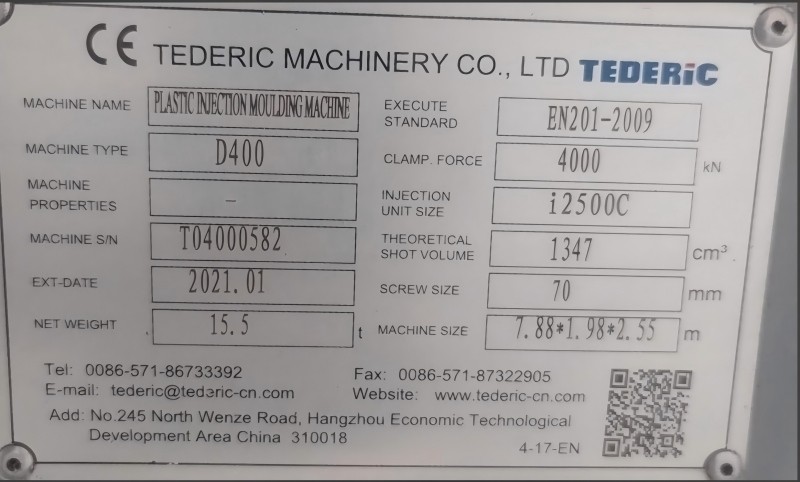 CE TEDERIC MACHINERY CO., LTD TEDERIC
MACHINE NAME PLASTIC INJECTION MOULDING MACHINE
EXECUTE STANDARD EN201-2009
MACHINE TYPE D400
CLAMP. FORCE 4000 kN
MACHINE PROPERTIES –
INJECTION UNIT SIZE i2500C
MACHINE S/N T04000582
THEORETICAL SHOT VOLUME 1347 cm³
EXT-DATE 2021.01
SCREW SIZE 70 mm
NET WEIGHT 15.5 t
MACHINE SIZE 7.88*1.98*2.55 m
Tel: 0086-571-86733392 Fax: 0086-571-87322905
E-mail: tederic@tederic-cn.com Website: www.tederic-cn.com
Add: No.245 North Wenze Road, Hangzhou Economic Technological
Development Area China 310018
4-17-EN